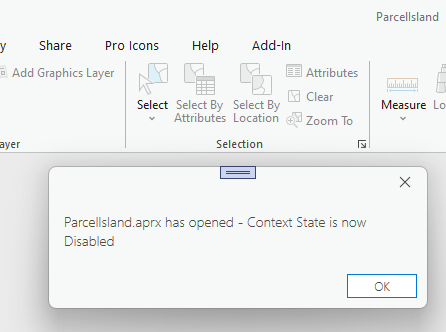 ParcelIsland
y Share Pro Icons Help Add-In
Add Graphics Layer
Select
Select By
Attributes
Select By
Location
Attributes
Clear
Zoom To
Measure
Lo
ayer
Selection
ParcelIsland.aprx has opened - Context State is now
Disabled
OK